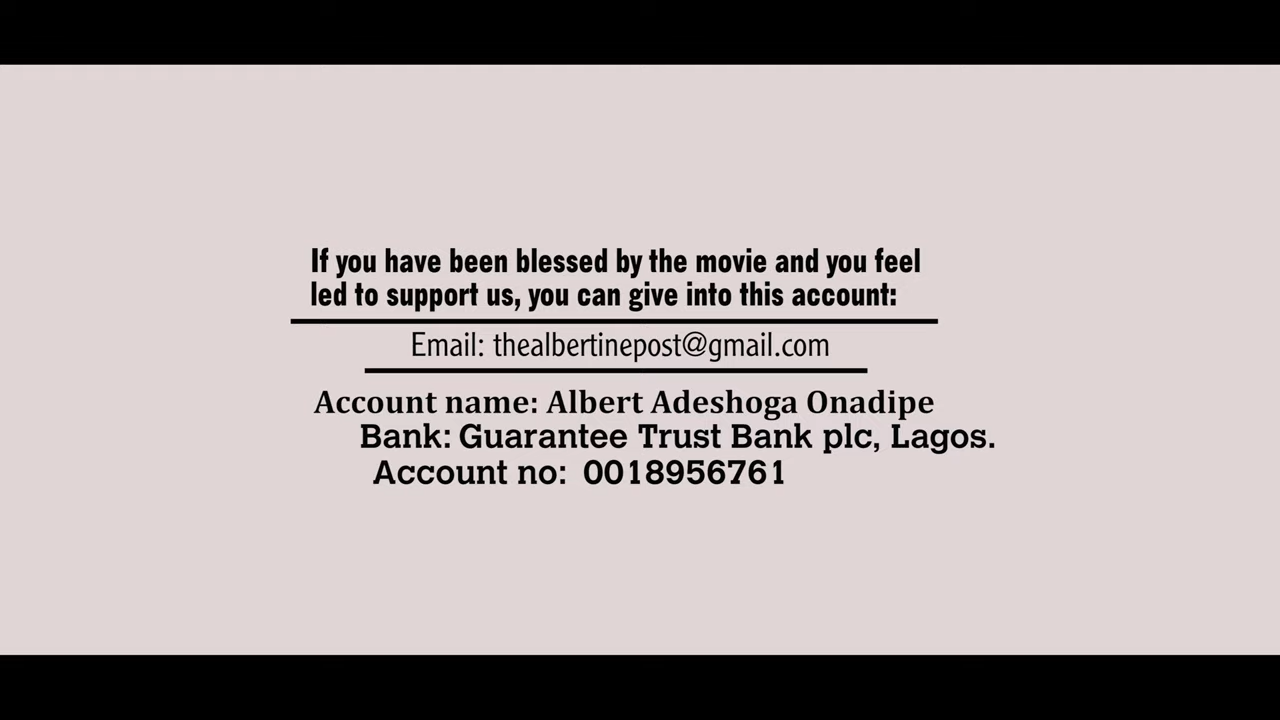 If you have been blessed by the movie and you feel
led to support us, you can give into this account:
Email: thealbertinepost@gmail.com
Account name: Albert Adeshoga Onadipe
Bank: Guarantee Trust Bank plc, Lagos.
Account no: 0018956761